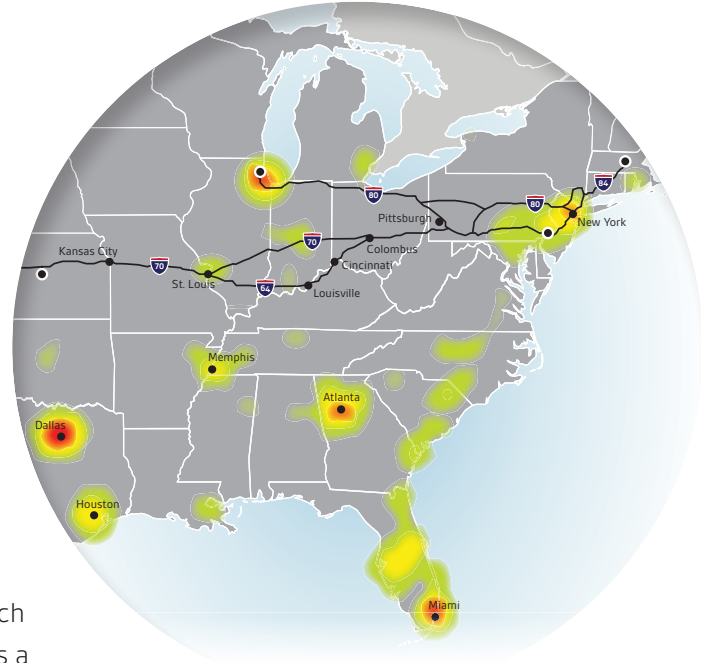 84
80
80
Pittsburgh
New York
70
Colombus
Kansas City
Cincinnati
70
St. Louis
64
Louisville
Memphis
Atlanta
Dallas
Houston
Miami
ch
s a